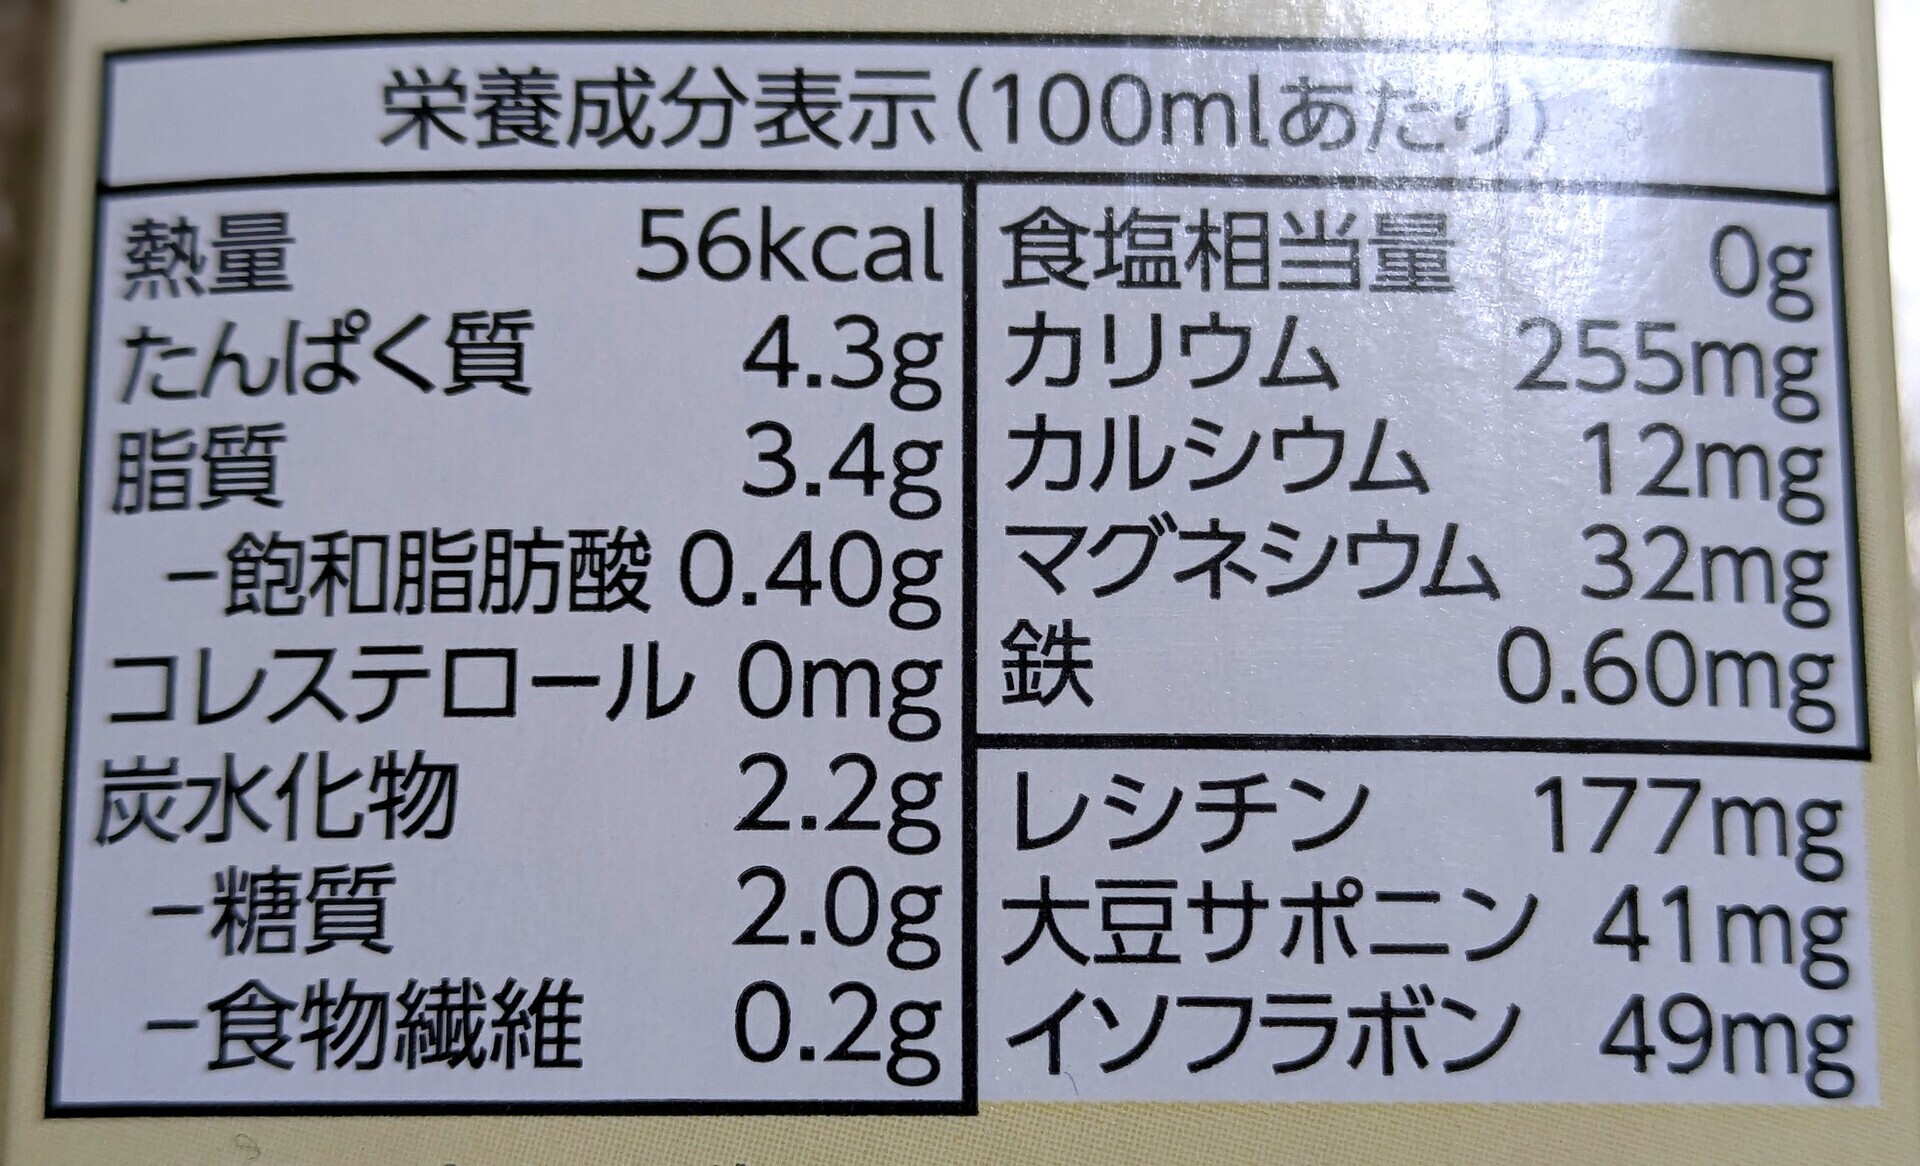 栄養成分表示(100mlあたり)
熱量 56kcal
たんぱく質 4.3g
脂質 3.4g
–飽和脂肪酸 0.40g
コレステロール 0mg
炭水化物 2.2g
–糖質 2.0g
–食物繊維 0.2g
食塩相当量 0g
カリウム 255mg
カルシウム 12mg
マグネシウム 32mg
鉄 0.60mg
レシチン 177mg
大豆サポニン 41mg
イソフラボン 49mg